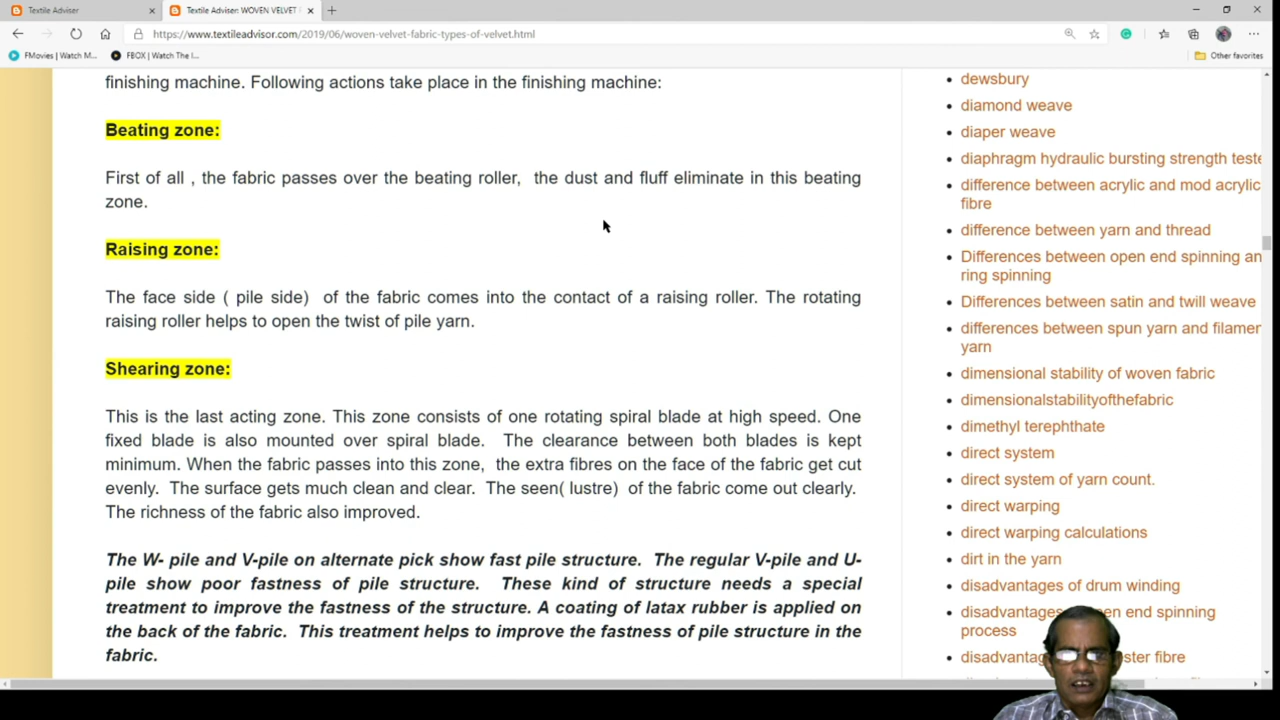 Textile Adviser
Textile Adviser: WOVEN VELVET
https://www.textileadvisor.com/2019/06/woven-velvet-fabric-types-of-velvet.html
FMovies | Watch M...
FBOX | Watch The I...
Other favorites
finishing machine. Following actions take place in the finishing machine:
Beating zone:
First of all , the fabric passes over the beating roller, the dust and fluff eliminate in this beating
zone.
Raising zone:
The face side ( pile side) of the fabric comes into the contact of a raising roller. The rotating
raising roller helps to open the twist of pile yarn.
Shearing zone:
This is the last acting zone. This zone consists of one rotating spiral blade at high speed. One
fixed blade is also mounted over spiral blade. The clearance between both blades is kept
minimum. When the fabric passes into this zone, the extra fibres on the face of the fabric get cut
evenly. The surface gets much clean and clear. The seen( lustre) of the fabric come out clearly.
The richness of the fabric also improved.
The W- pile and V-pile on alternate pick show fast pile structure. The regular V-pile and U-
pile show poor fastness of pile structure. These kind of structure needs a special
treatment to improve the fastness of the structure. A coating of latax rubber is applied on
the back of the fabric. This treatment helps to improve the fastness of pile structure in the
fabric.
dewsbury
diamond weave
diaper weave
diaphragm hydraulic bursting strength teste
difference between acrylic and mod acrylic
fibre
difference between yarn and thread
Differences between open end spinning an
ring spinning
Differences between satin and twill weave
differences between spun yarn and filamer
yarn
dimensional stability of woven fabric
dimensionalstabilityofthefabric
dimethyl terephthate
direct system
direct system of yarn count.
direct warping
direct warping calculations
dirt in the yarn
disadvantages of drum winding
disadvantages en end spinning
process
disadvantag ster fibre